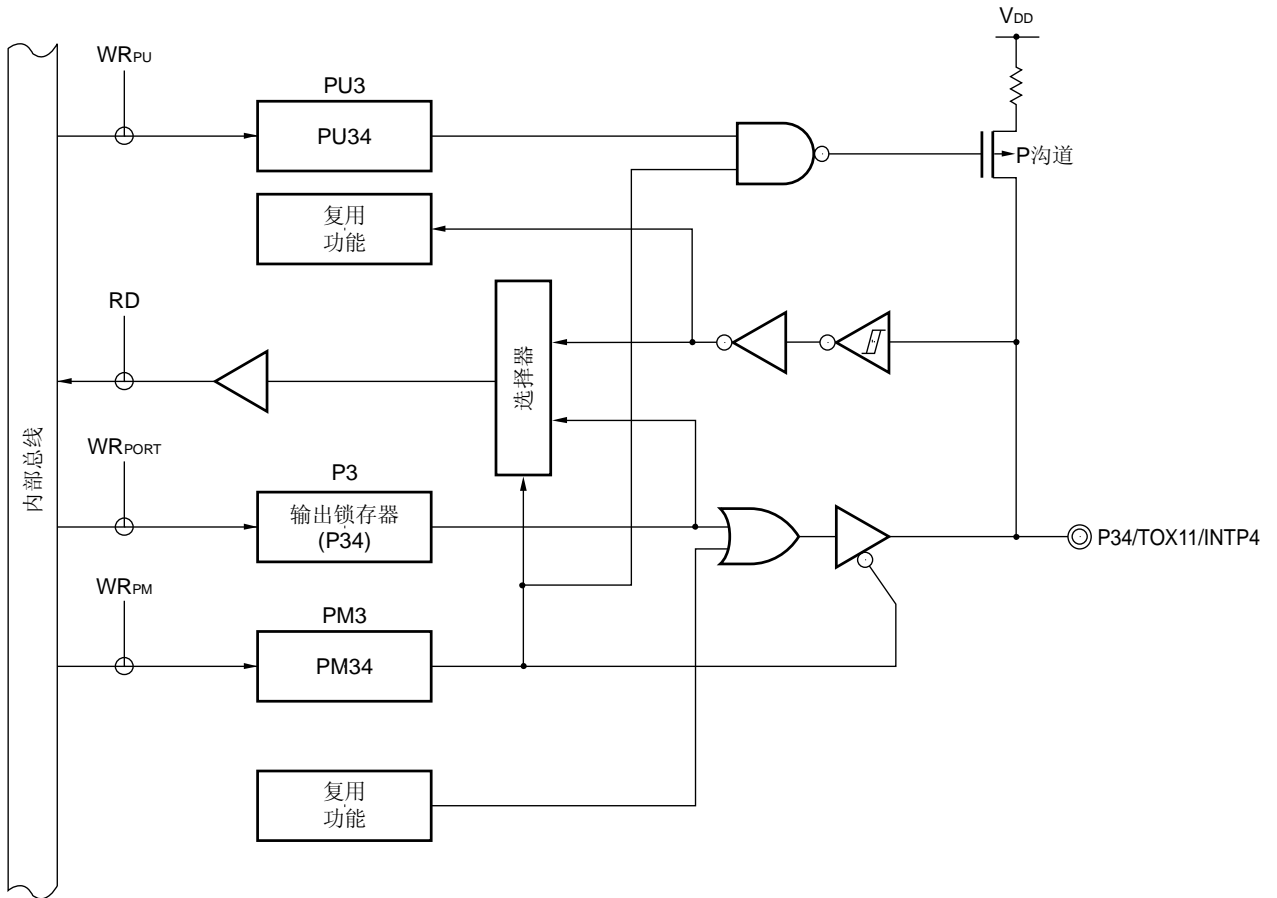 VDD
WRPU
PU3
PU34
P沟道
复用
功能
RD
选择器
内部总线
WRPORT
P3
输出锁存器
(P34)
P34/TOX11/INTP4
WRPM
PM3
PM34
复用
功能